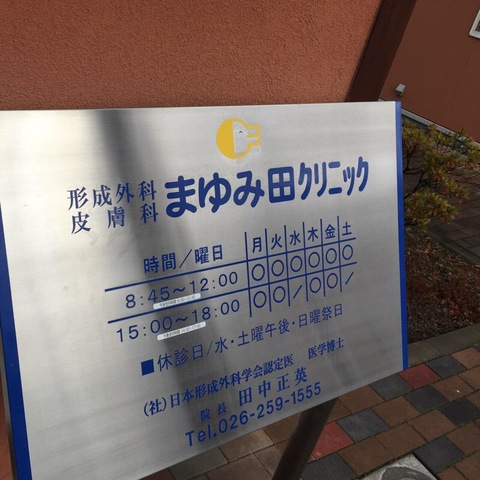 形成外科
皮膚科
まゆみ田クリニック
時間／曜日 月 火 水 木 金 土
8:45〜12:00 〇 〇 〇 〇 〇 〇
15:00〜18:00 〇 〇 ／ 〇 〇 ／
■休診日／水・土曜午後・日曜祭日
(社)日本形成外科学会認定医 医学博士
院長 田中正英
Tel.026-259-1555